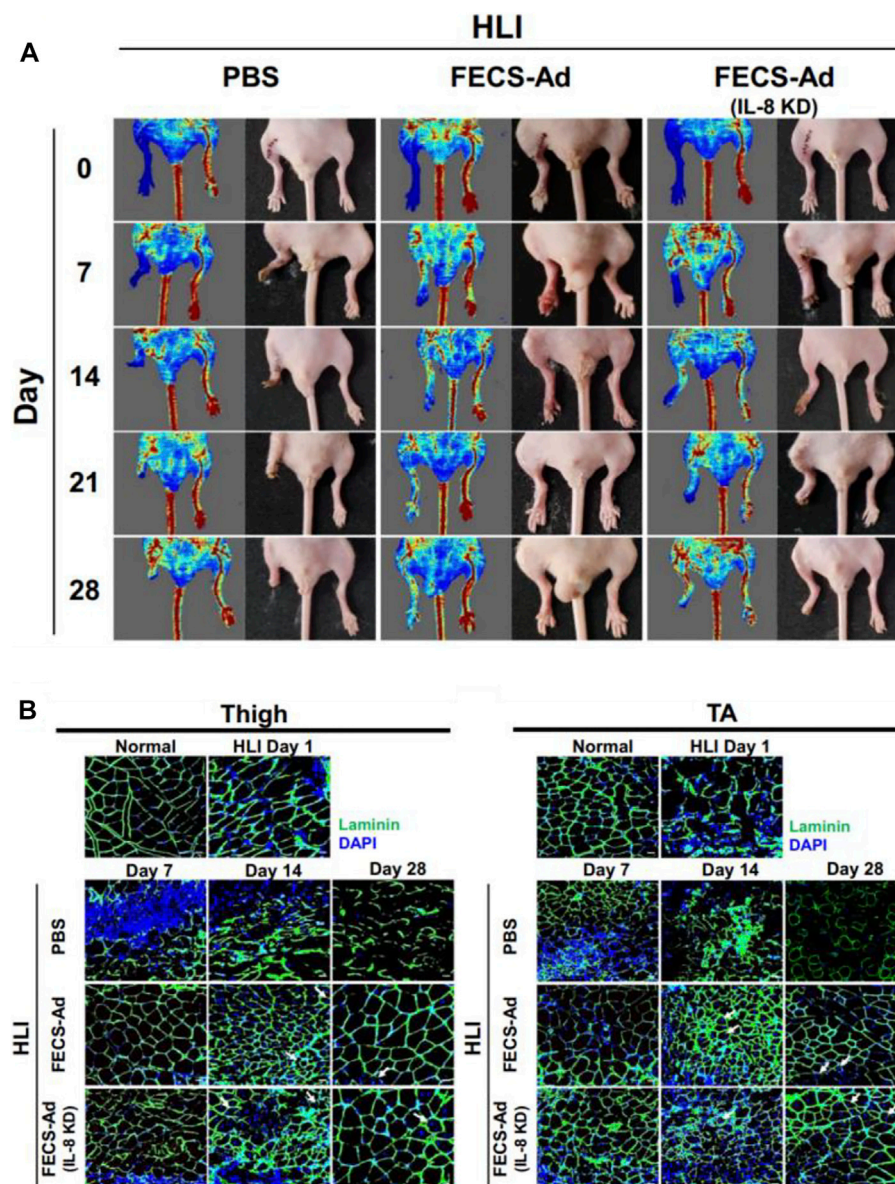 A
HLI
PBS FECS-Ad FECS-Ad
(IL-8 KD)
Day
0
7
14
21
28
B
Thigh TA
Normal HLI Day 1 Normal HLI Day 1
Laminin Laminin
DAPI DAPI
Day 7 Day 14 Day 28 Day 7 Day 14 Day 28
HLI HLI
PBS PBS
FECS-Ad FECS-Ad
FECS-Ad FECS-Ad
(IL-8 KD) (IL-8 KD)